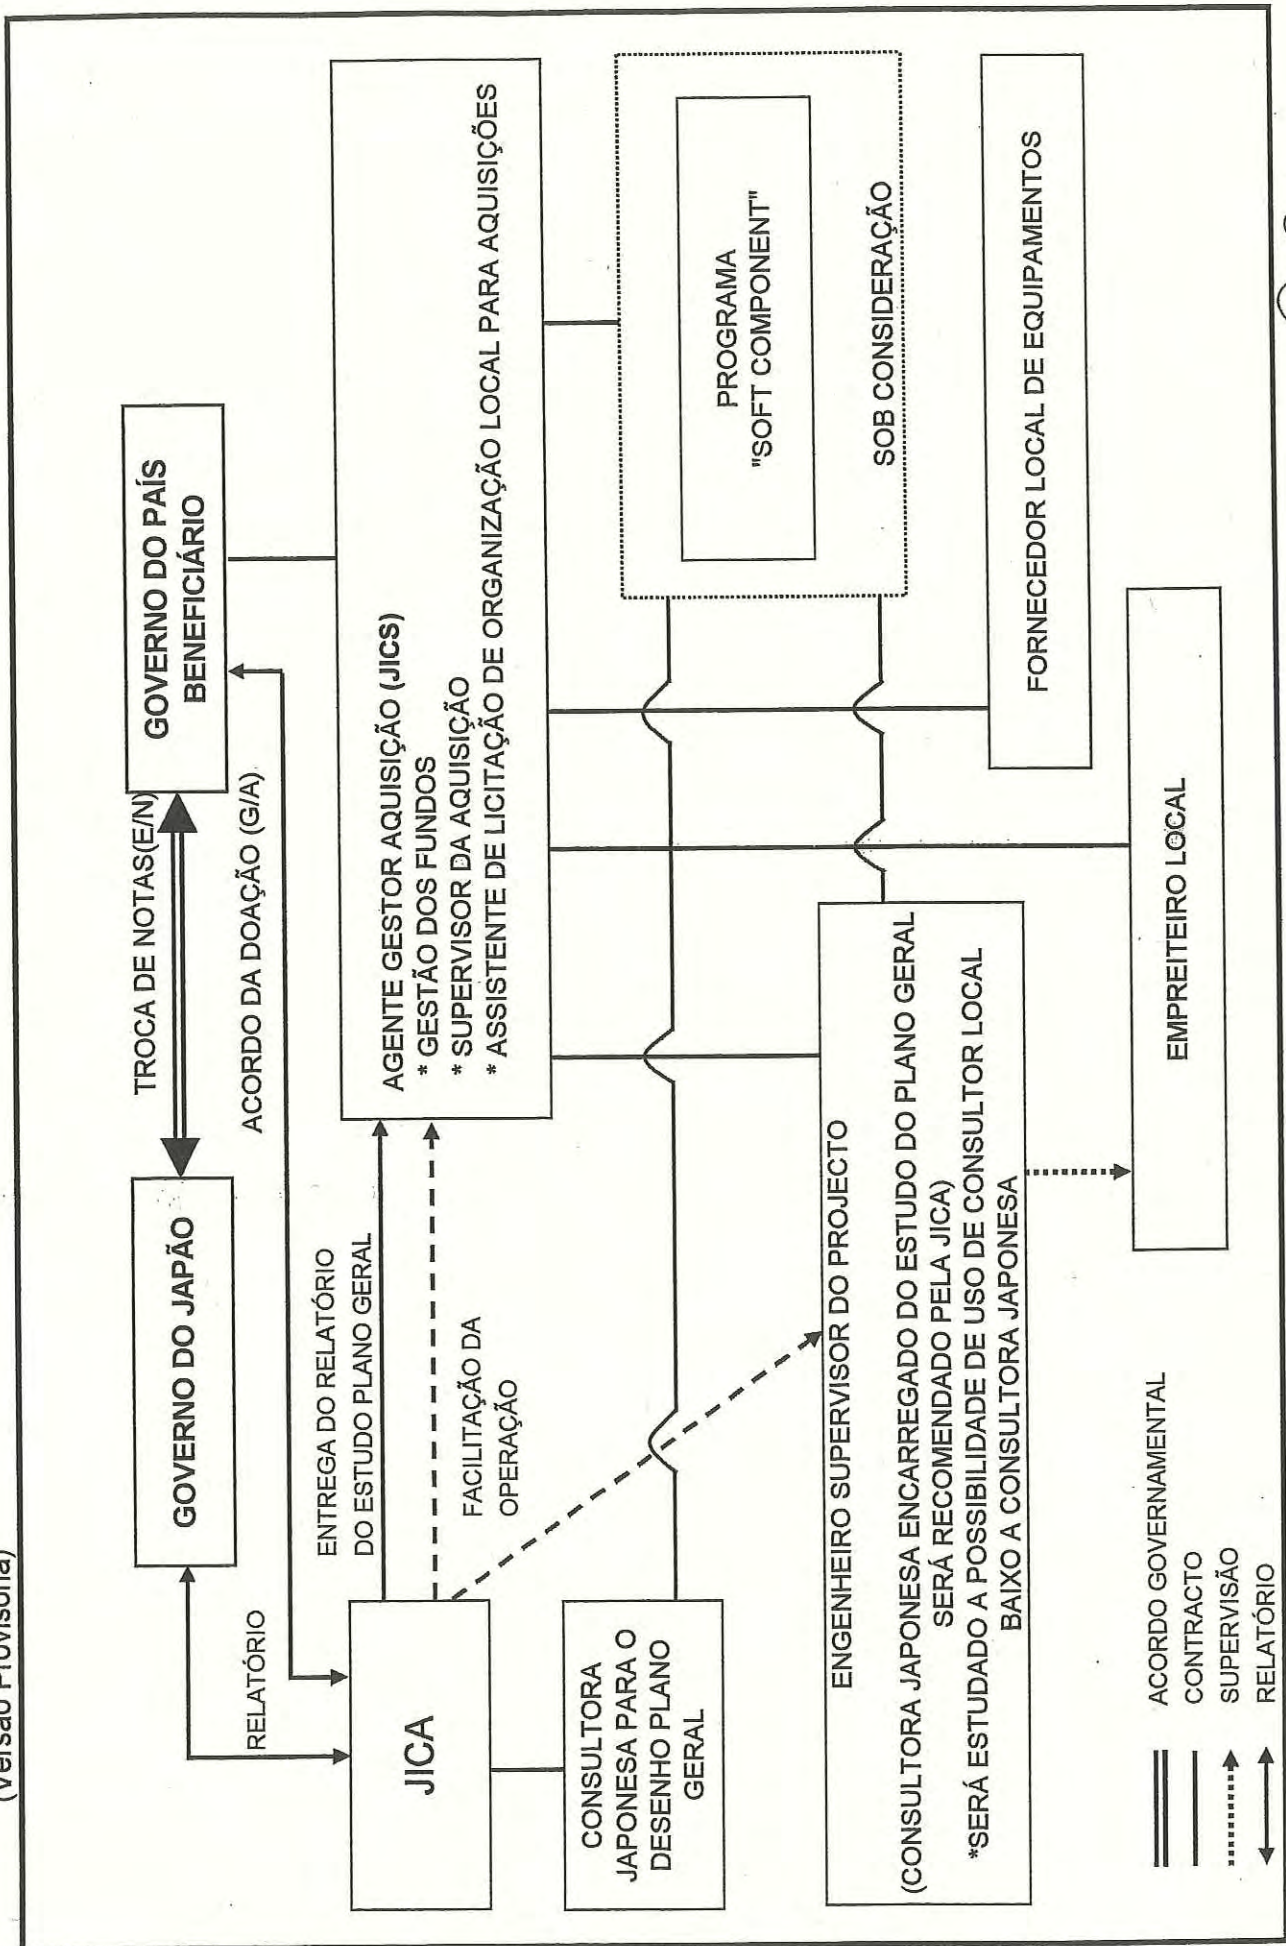 (Versão Provisória)
TROCA DE NOTAS(E/N)
GOVERNO DO JAPÃO
GOVERNO DO PAÍS
BENEFICIÁRIO
ACORDO DA DOAÇÃO (G/A)
RELATÓRIO
JICA
ENTREGA DO RELATÓRIO
DO ESTUDO PLANO GERAL
FACILITAÇÃO DA
OPERAÇÃO
AGENTE GESTOR AQUISIÇÃO (JICS)
* GESTÃO DOS FUNDOS
* SUPERVISOR DA AQUISIÇÃO
* ASSISTENTE DE LICITAÇÃO DE ORGANIZAÇÃO LOCAL PARA AQUISIÇÕES
CONSULTORA
JAPONESA PARA O
DESENHO PLANO
GERAL
PROGRAMA
"SOFT COMPONENT"
SOB CONSIDERAÇÃO
ENGENHEIRO SUPERVISOR DO PROJECTO
(CONSULTORA JAPONESA ENCARREGADO DO ESTUDO DO PLANO GERAL
SERÁ RECOMENDADO PELA JICA)
*SERÁ ESTUDADO A POSSIBILIDADE DE USO DE CONSULTOR LOCAL
BAIXO A CONSULTORA JAPONESA
FORNECEDOR LOCAL DE EQUIPAMENTOS
EMPREITEIRO LOCAL
ACORDO GOVERNAMENTAL
CONTRACTO
SUPERVISÃO
RELATÓRIO